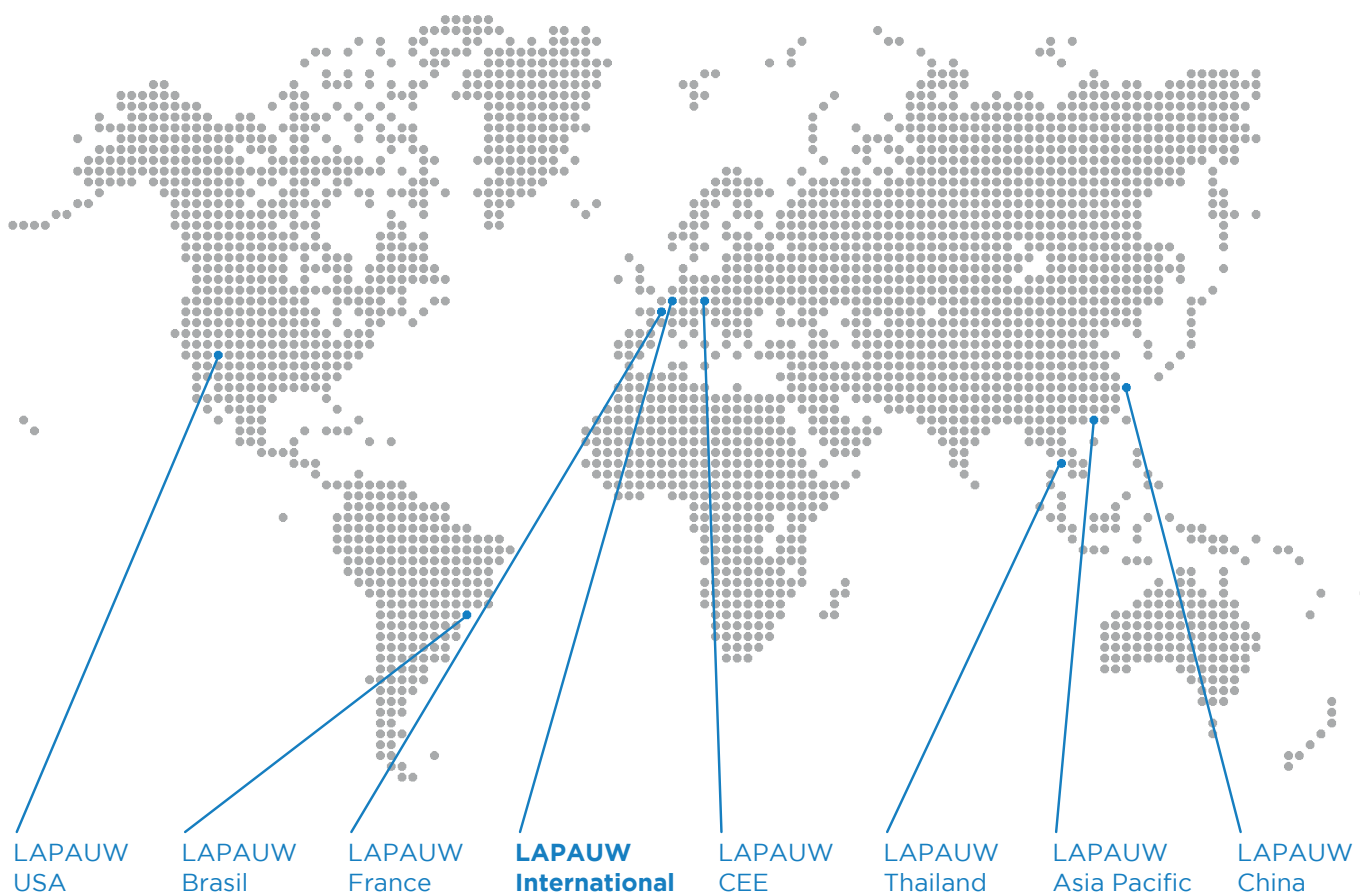 LAPAUW
USA
LAPAUW
Brasil
LAPAUW
France
LAPAUW
International
LAPAUW
CEE
LAPAUW
Thailand
LAPAUW
Asia Pacific
LAPAUW
China